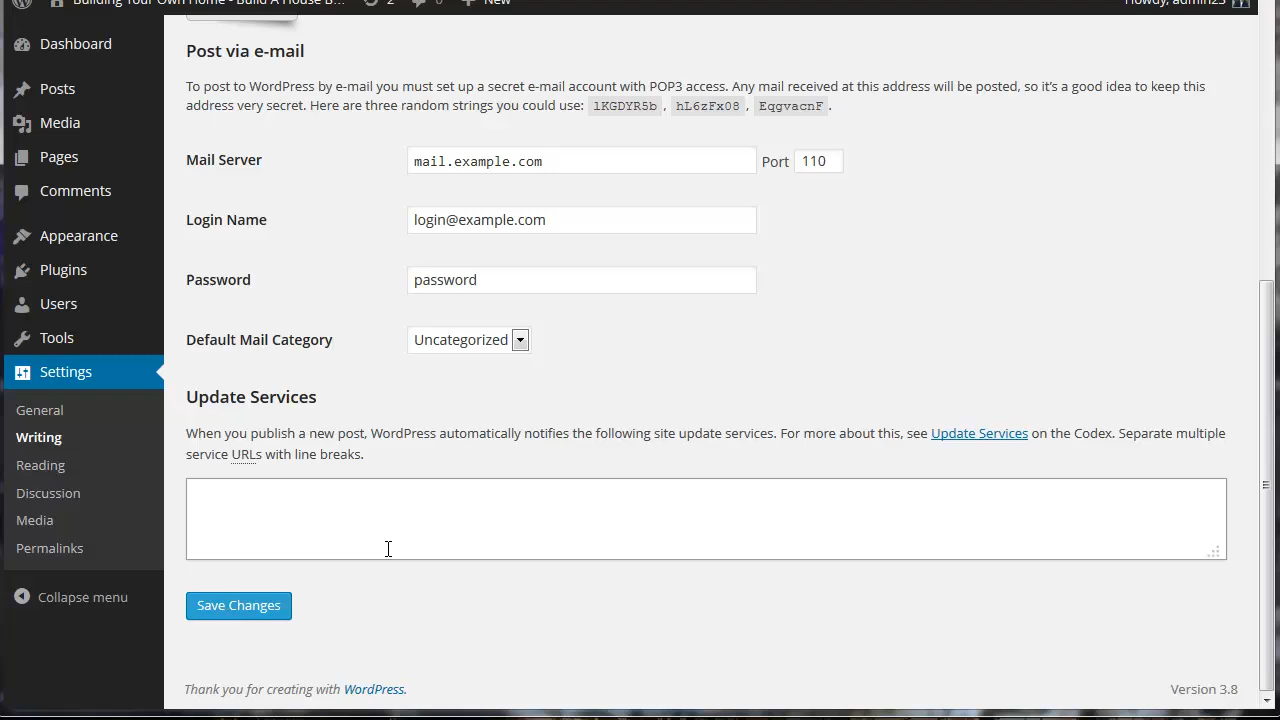 Building Your Own Home - Build A House B... 2 0 New Howdy, admin23
Dashboard
Posts
Media
Pages
Comments
Appearance
Plugins
Users
Tools
Settings
General
Writing
Reading
Discussion
Media
Permalinks
Collapse menu
Post via e-mail
To post to WordPress by e-mail you must set up a secret e-mail account with POP3 access. Any mail received at this address will be posted, so it's a good idea to keep this
address very secret. Here are three random strings you could use: lKGDYR5b, hL6zFx08, EqgvacnF.
Mail Server mail.example.com Port 110
Login Name login@example.com
Password password
Default Mail Category Uncategorized
Update Services
When you publish a new post, WordPress automatically notifies the following site update services. For more about this, see Update Services on the Codex. Separate multiple
service URLs with line breaks.
Save Changes
Thank you for creating with WordPress. Version 3.8